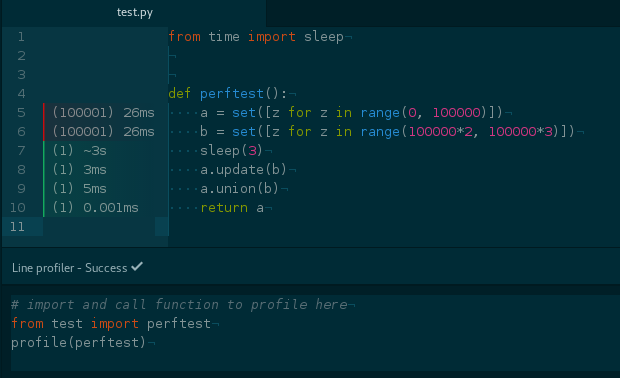 test.py
1 from time import sleep¬
2 ¬
3 ¬
4 def perftest():¬
5 (100001) 26ms ····a = set([z for z in range(0, 100000)])¬
6 (100001) 26ms ····b = set([z for z in range(100000*2, 100000*3)])¬
7 (1) ~3s ····sleep(3)¬
8 (1) 3ms ····a.update(b)¬
9 (1) 5ms ····a.union(b)¬
10 (1) 0.001ms ····return a¬
11
Line profiler - Success ✓
# import and call function to profile here¬
from test import perftest¬
profile(perftest)¬